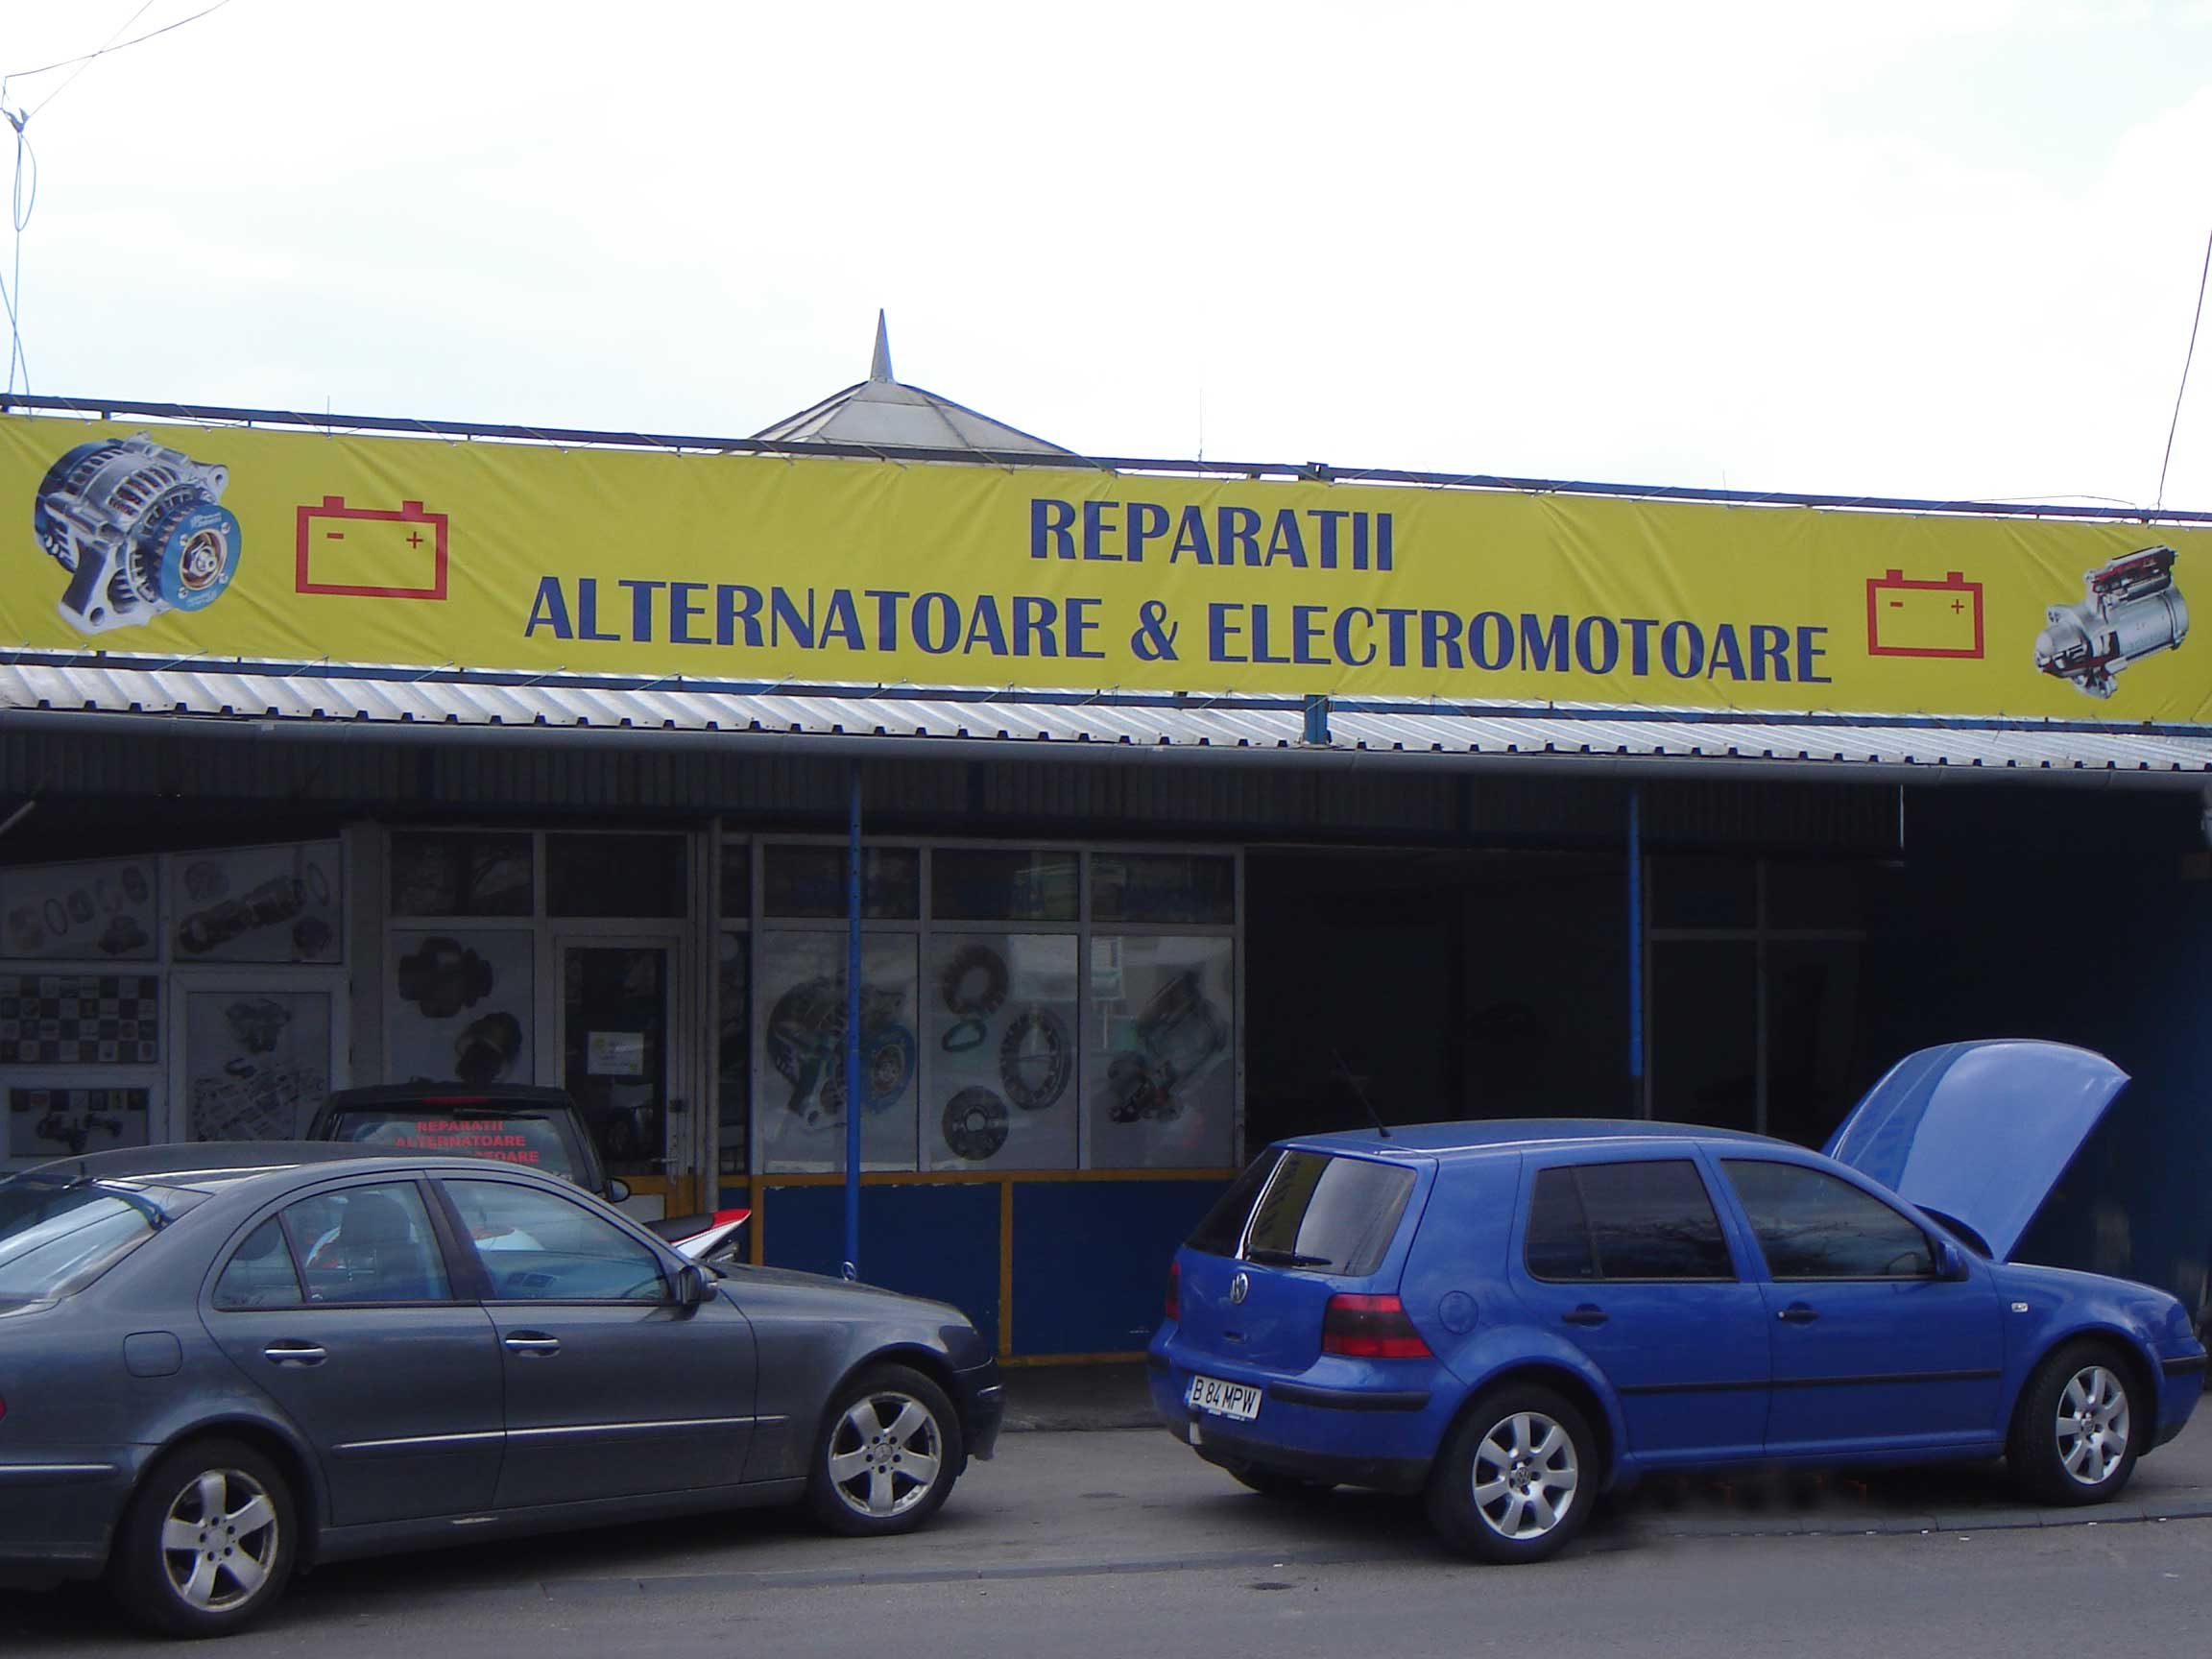 REPARATII
ALTERNATOARE & ELECTROMOTOARE
- +
- +
REPARATII
ALTERNATOARE
B 84 MPW